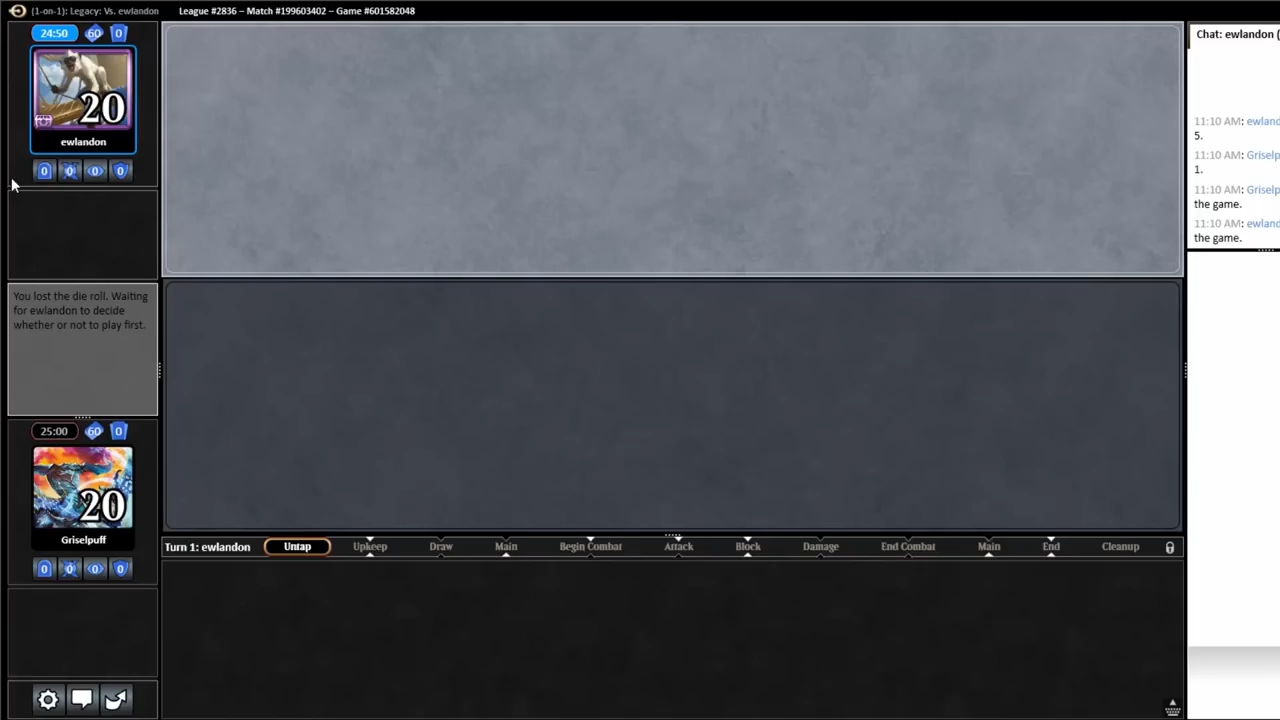 (1-on-1): Legacy: Vs. ewlandon League #2836 – Match #199603402 – Game #601582048
24:50 60 0
20
ewlandon
0 0 0 0
You lost the die roll. Waiting
for ewlandon to decide
whether or not to play first.
25:00 60 0
20
Griselpuff
0 0 0 0
Turn 1: ewlandon Untap Upkeep Draw Main Begin Combat Attack Block Damage End Combat Main End Cleanup
Chat: ewlandon (
11:10 AM: ewland
5.
11:10 AM: Griselp
1.
11:10 AM: Griselp
the game.
11:10 AM: ewland
the game.